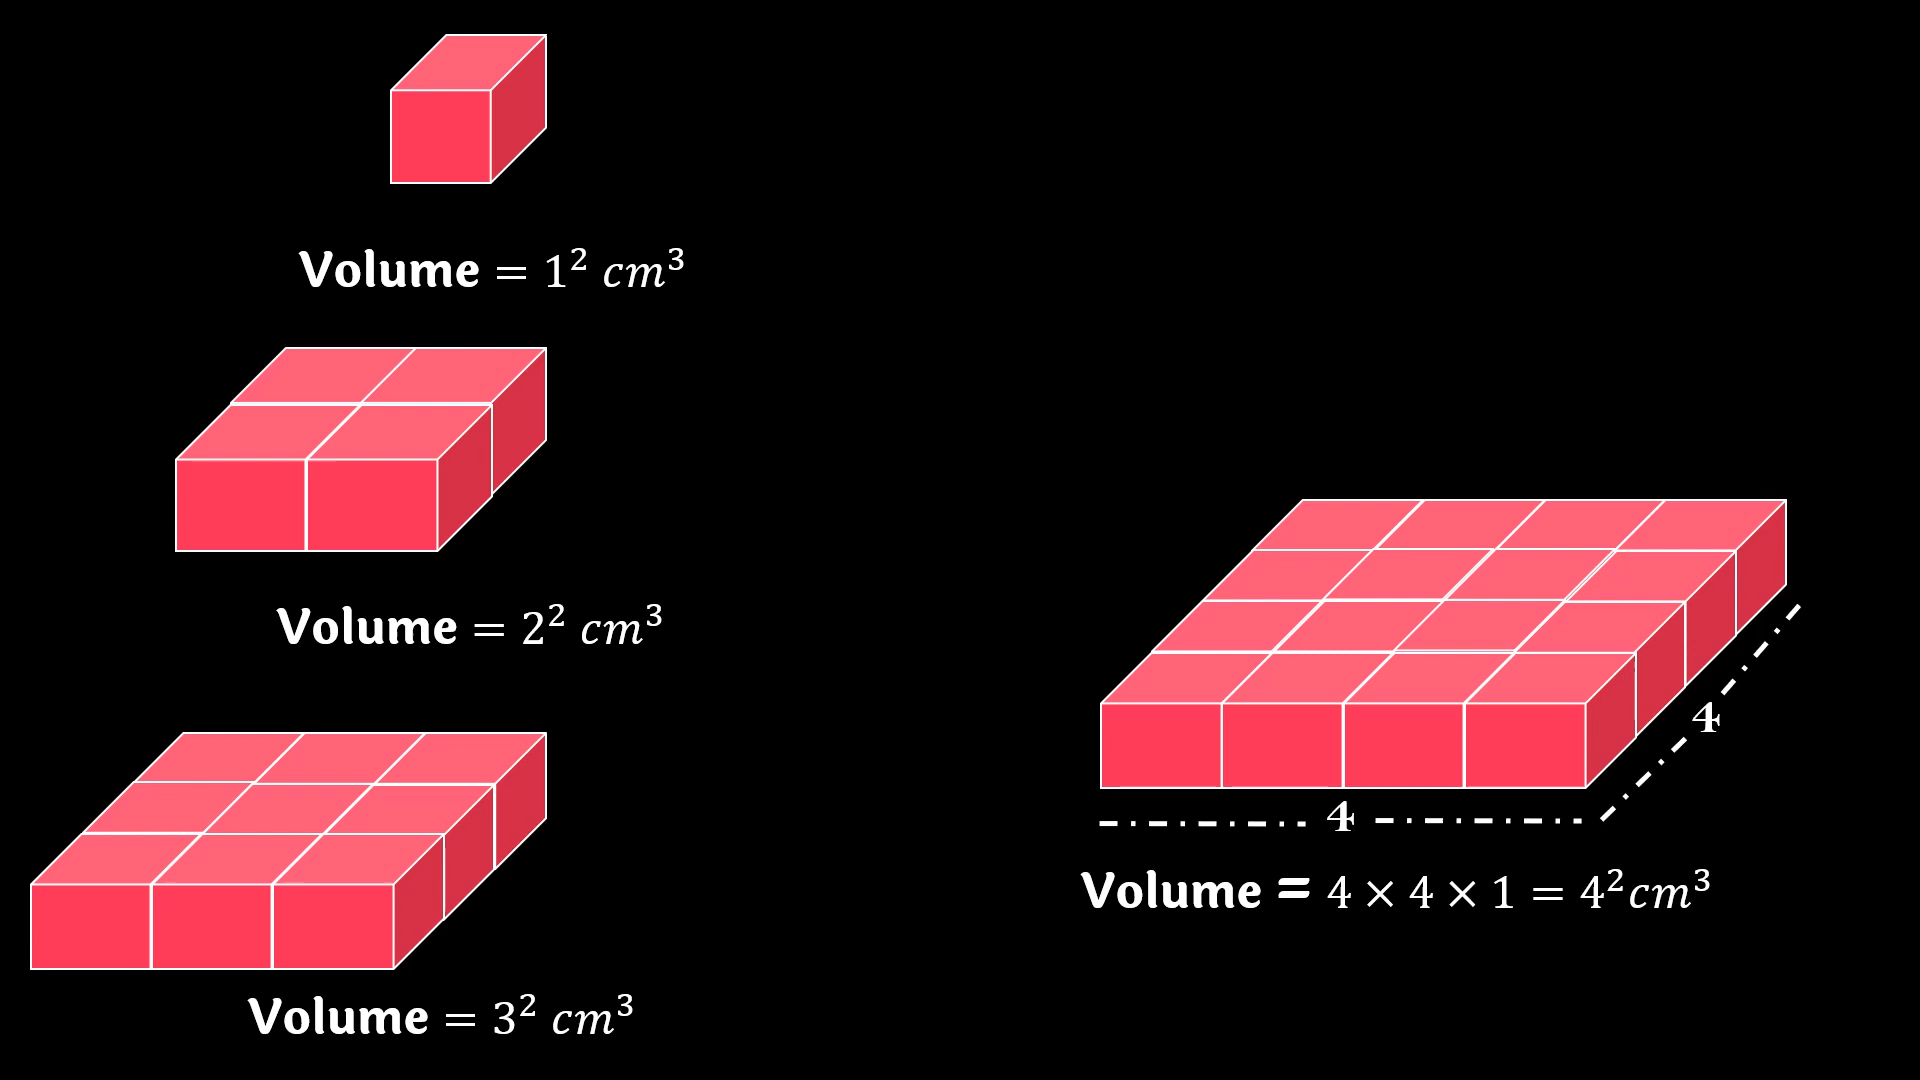 Volume = 1² cm³
Volume = 2² cm³
Volume = 3² cm³
4
4
Volume = 4 × 4 × 1 = 4²cm³